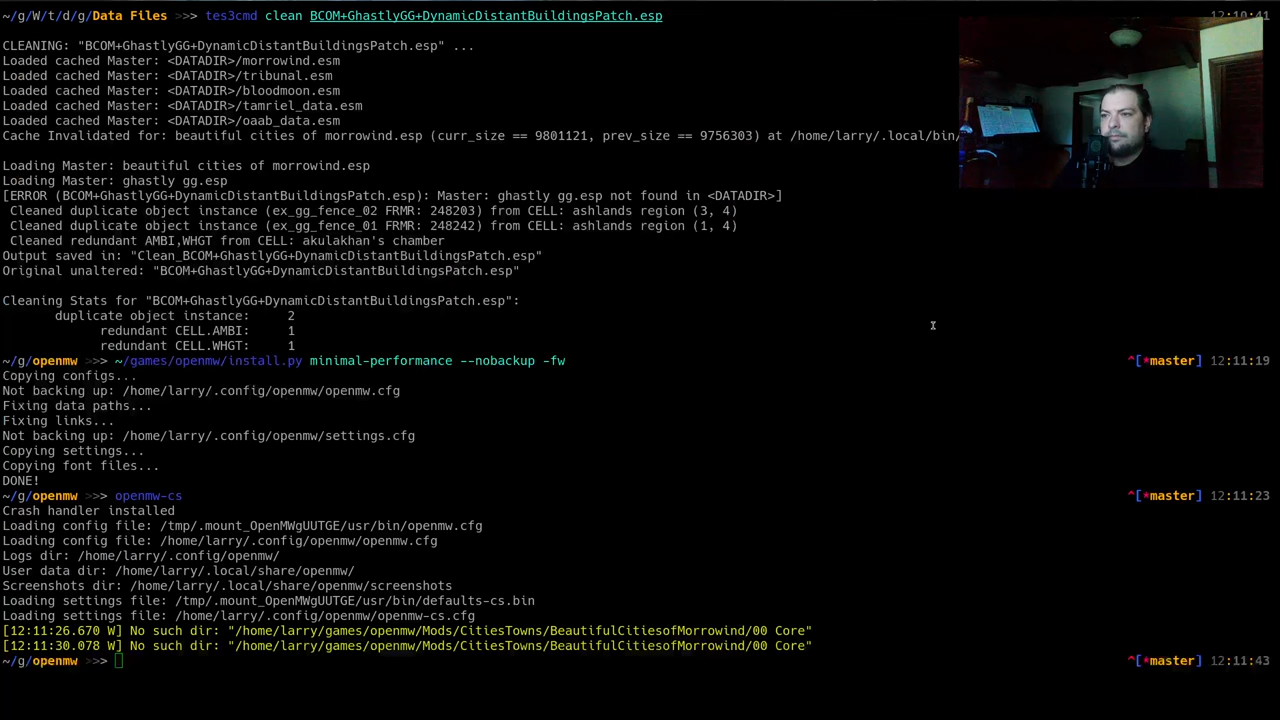 ~/g/W/t/d/g/Data Files >>> tes3cmd clean BCOM+GhastlyGG+DynamicDistantBuildingsPatch.esp 12:10:41
CLEANING: "BCOM+GhastlyGG+DynamicDistantBuildingsPatch.esp" ...
Loaded cached Master: <DATADIR>/morrowind.esm
Loaded cached Master: <DATADIR>/tribunal.esm
Loaded cached Master: <DATADIR>/bloodmoon.esm
Loaded cached Master: <DATADIR>/tamriel_data.esm
Loaded cached Master: <DATADIR>/oaab_data.esm
Cache Invalidated for: beautiful cities of morrowind.esp (curr_size == 9801121, prev_size == 9756303) at /home/larry/.local/bin/
Loading Master: beautiful cities of morrowind.esp
Loading Master: ghastly gg.esp
[ERROR (BCOM+GhastlyGG+DynamicDistantBuildingsPatch.esp): Master: ghastly gg.esp not found in <DATADIR>]
Cleaned duplicate object instance (ex_gg_fence_02 FRMR: 248203) from CELL: ashlands region (3, 4)
Cleaned duplicate object instance (ex_gg_fence_01 FRMR: 248242) from CELL: ashlands region (1, 4)
Cleaned redundant AMBI,WHGT from CELL: akulakhan's chamber
Output saved in: "Clean_BCOM+GhastlyGG+DynamicDistantBuildingsPatch.esp"
Original unaltered: "BCOM+GhastlyGG+DynamicDistantBuildingsPatch.esp"
Cleaning Stats for "BCOM+GhastlyGG+DynamicDistantBuildingsPatch.esp":
duplicate object instance: 2
redundant CELL.AMBI: 1
redundant CELL.WHGT: 1
~/g/openmw >>> ~/games/openmw/install.py minimal-performance --nobackup -fw ^[*master] 12:11:19
Copying configs...
Not backing up: /home/larry/.config/openmw/openmw.cfg
Fixing data paths...
Fixing links...
Not backing up: /home/larry/.config/openmw/settings.cfg
Copying settings...
Copying font files...
DONE!
~/g/openmw >>> openmw-cs ^[*master] 12:11:23
Crash handler installed
Loading config file: /tmp/.mount_OpenMWgUUTGE/usr/bin/openmw.cfg
Loading config file: /home/larry/.config/openmw/openmw.cfg
Logs dir: /home/larry/.config/openmw/
User data dir: /home/larry/.local/share/openmw/
Screenshots dir: /home/larry/.local/share/openmw/screenshots
Loading settings file: /tmp/.mount_OpenMWgUUTGE/usr/bin/defaults-cs.bin
Loading settings file: /home/larry/.config/openmw/openmw-cs.cfg
[12:11:26.670 W] No such dir: "/home/larry/games/openmw/Mods/CitiesTowns/BeautifulCitiesofMorrowind/00 Core"
[12:11:30.078 W] No such dir: "/home/larry/games/openmw/Mods/CitiesTowns/BeautifulCitiesofMorrowind/00 Core"
~/g/openmw >>> ^[*master] 12:11:43